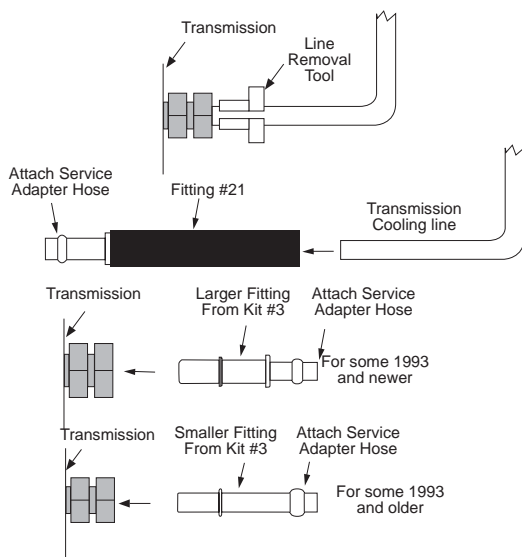 Transmission
Line
Removal
Tool
Attach Service
Adapter Hose
Fitting #21
Transmission
Cooling line
Transmission
Larger Fitting
From Kit #3
Attach Service
Adapter Hose
For some 1993
and newer
Transmission
Smaller Fitting
From Kit #3
Attach Service
Adapter Hose
For some 1993
and older